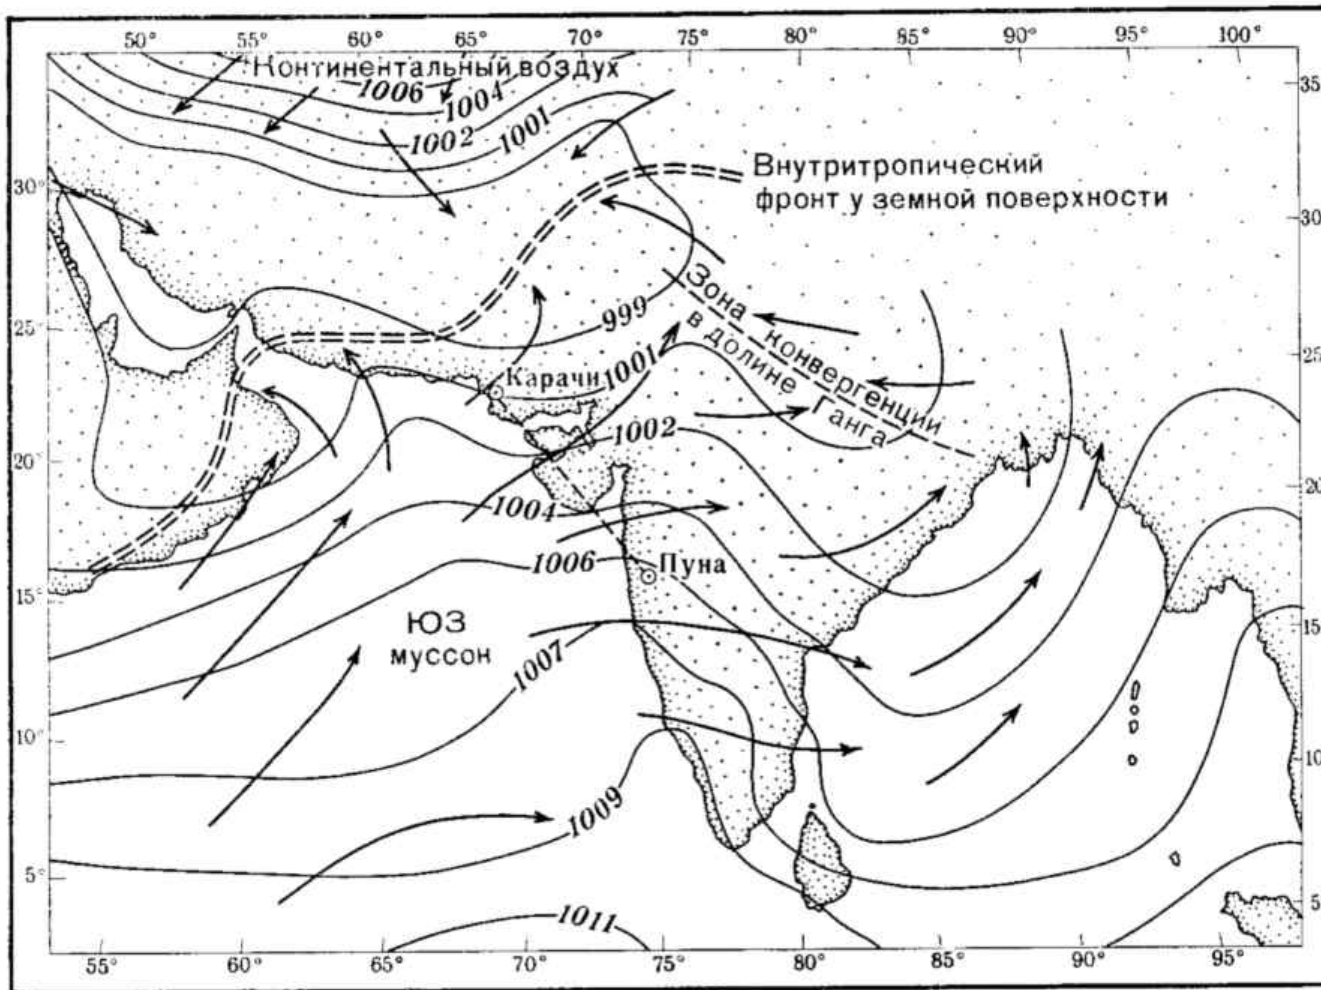 50° 55° 60° 65° 70° 75° 80° 85° 90° 95° 100°
Континентальный воздух
1006
1004
1002
1001
35
30°
Внутритропический
фронт у земной поверхности
30
Зона конвергенции
в долине Ганга
999
25°
25
Карачи
1001
1002
20°
20
1004
1006
Пуна
15°
15
ЮЗ
муссон
1007
10°
10
1009
5°
5
1011
55° 60° 65° 70° 75° 80° 85° 90° 95°